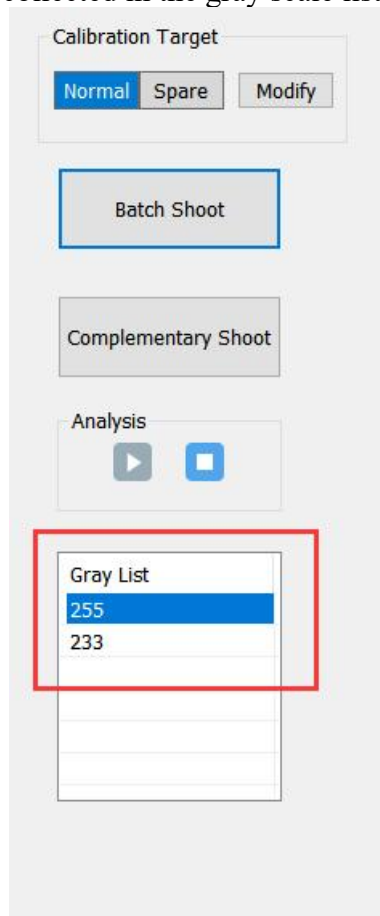 Calibration Target
Normal Spare Modify
Batch Shoot
Complementary Shoot
Analysis
Gray List
255
233